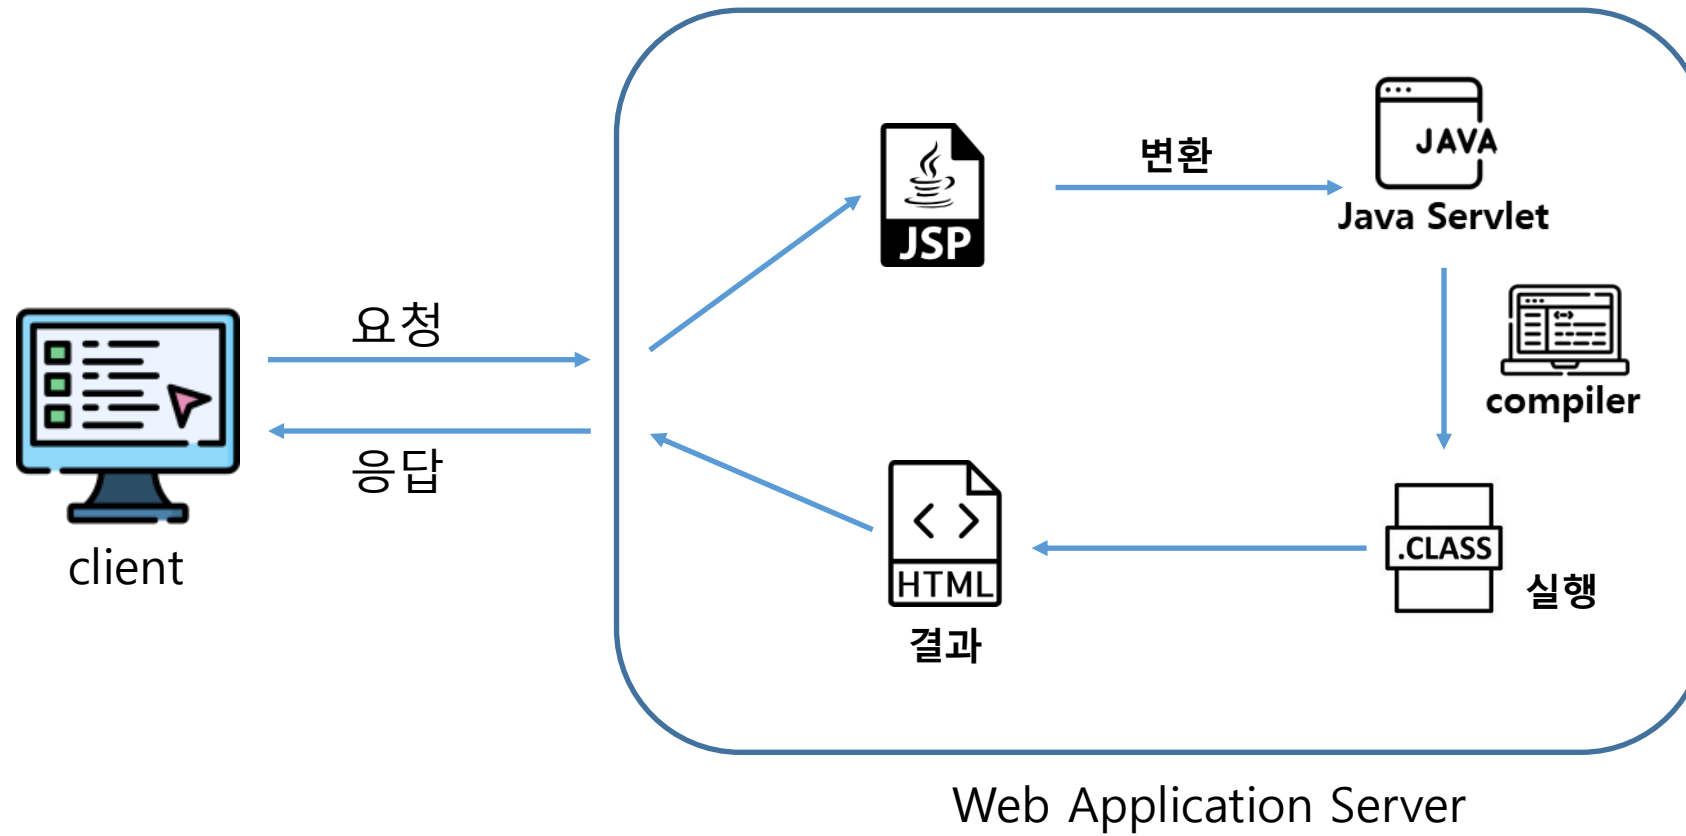 변환
JAVA
Java Servlet
JSP
요청
compiler
응답
client
.CLASS
실행
HTML
결과
Web Application Server